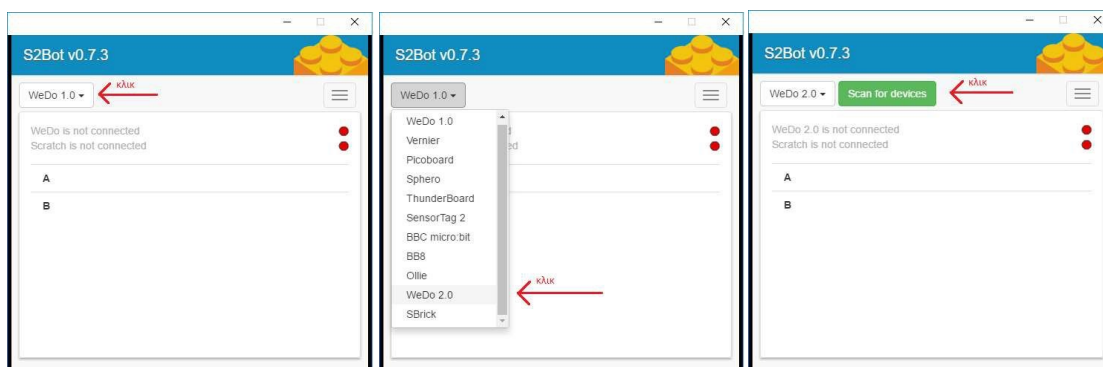 S2Bot v0.7.3
WeDo 1.0
κλικ
WeDo is not connected
Scratch is not connected
A
B
S2Bot v0.7.3
WeDo 1.0
WeDo 1.0
Vernier
Picoboard
Sphero
ThunderBoard
SensorTag 2
BBC micro:bit
BB8
Ollie
WeDo 2.0
κλικ
SBrick
S2Bot v0.7.3
WeDo 2.0 Scan for devices
κλικ
WeDo 2.0 is not connected
Scratch is not connected
A
B